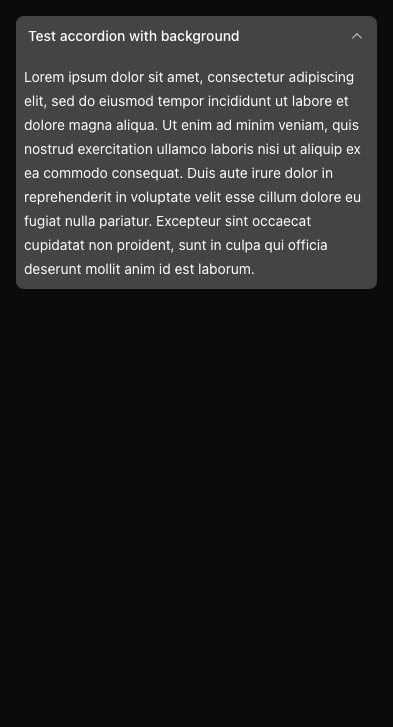 Test accordion with background
Lorem ipsum dolor sit amet, consectetur adipiscing
elit, sed do eiusmod tempor incididunt ut labore et
dolore magna aliqua. Ut enim ad minim veniam, quis
nostrud exercitation ullamco laboris nisi ut aliquip ex
ea commodo consequat. Duis aute irure dolor in
reprehenderit in voluptate velit esse cillum dolore eu
fugiat nulla pariatur. Excepteur sint occaecat
cupidatat non proident, sunt in culpa qui officia
deserunt mollit anim id est laborum.